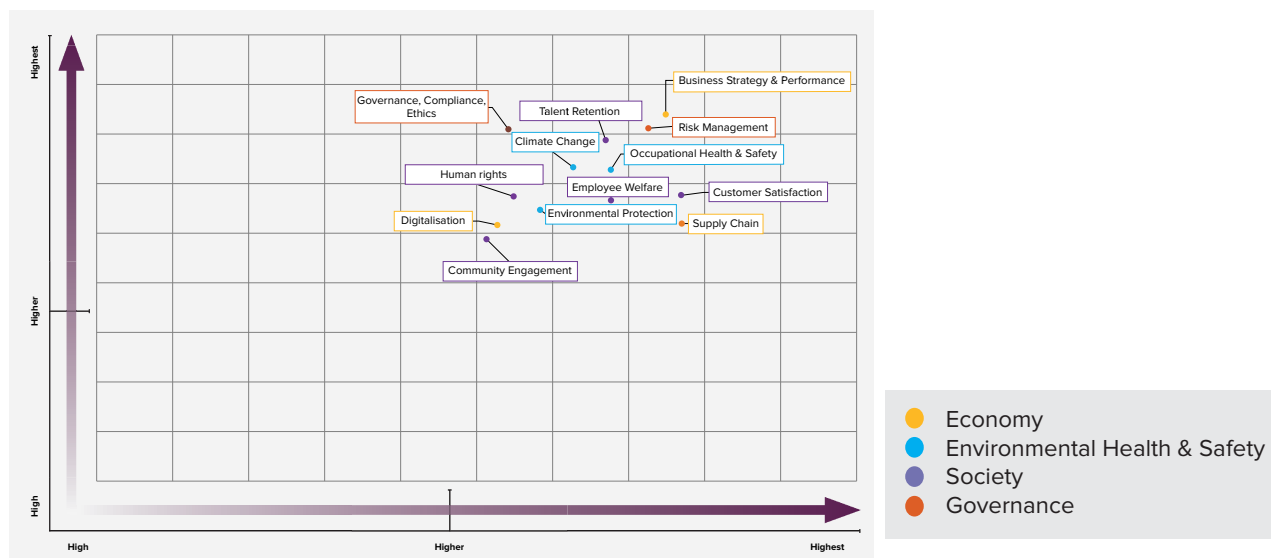 Highest
Business Strategy & Performance
Governance, Compliance,
Ethics
Talent Retention
Risk Management
Climate Change
Occupational Health & Safety
Human rights
Employee Welfare
Customer Satisfaction
Environmental Protection
Digitalisation
Supply Chain
Community Engagement
Higher
High
High
Higher
Highest
Economy
Environmental Health & Safety
Society
Governance